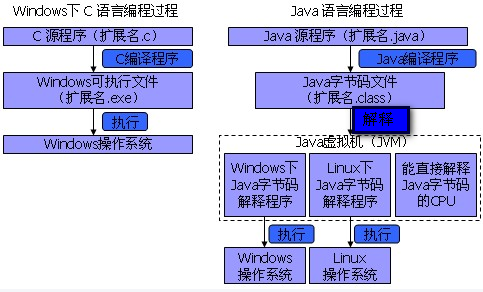 Windows下 C 语言编程过程
C 源程序（扩展名.c）
C编译程序
Windows可执行文件
（扩展名.exe）
执行
Windows操作系统
Java 语言编程过程
Java 源程序（扩展名.java）
Java编译程序
Java字节码文件
（扩展名.class）
解释
Java虚拟机（JVM）
Windows下
Java字节码
解释程序
Linux下
Java字节码
解释程序
能直接解释
Java字节码
的CPU
执行
执行
Windows
操作系统
Linux
操作系统